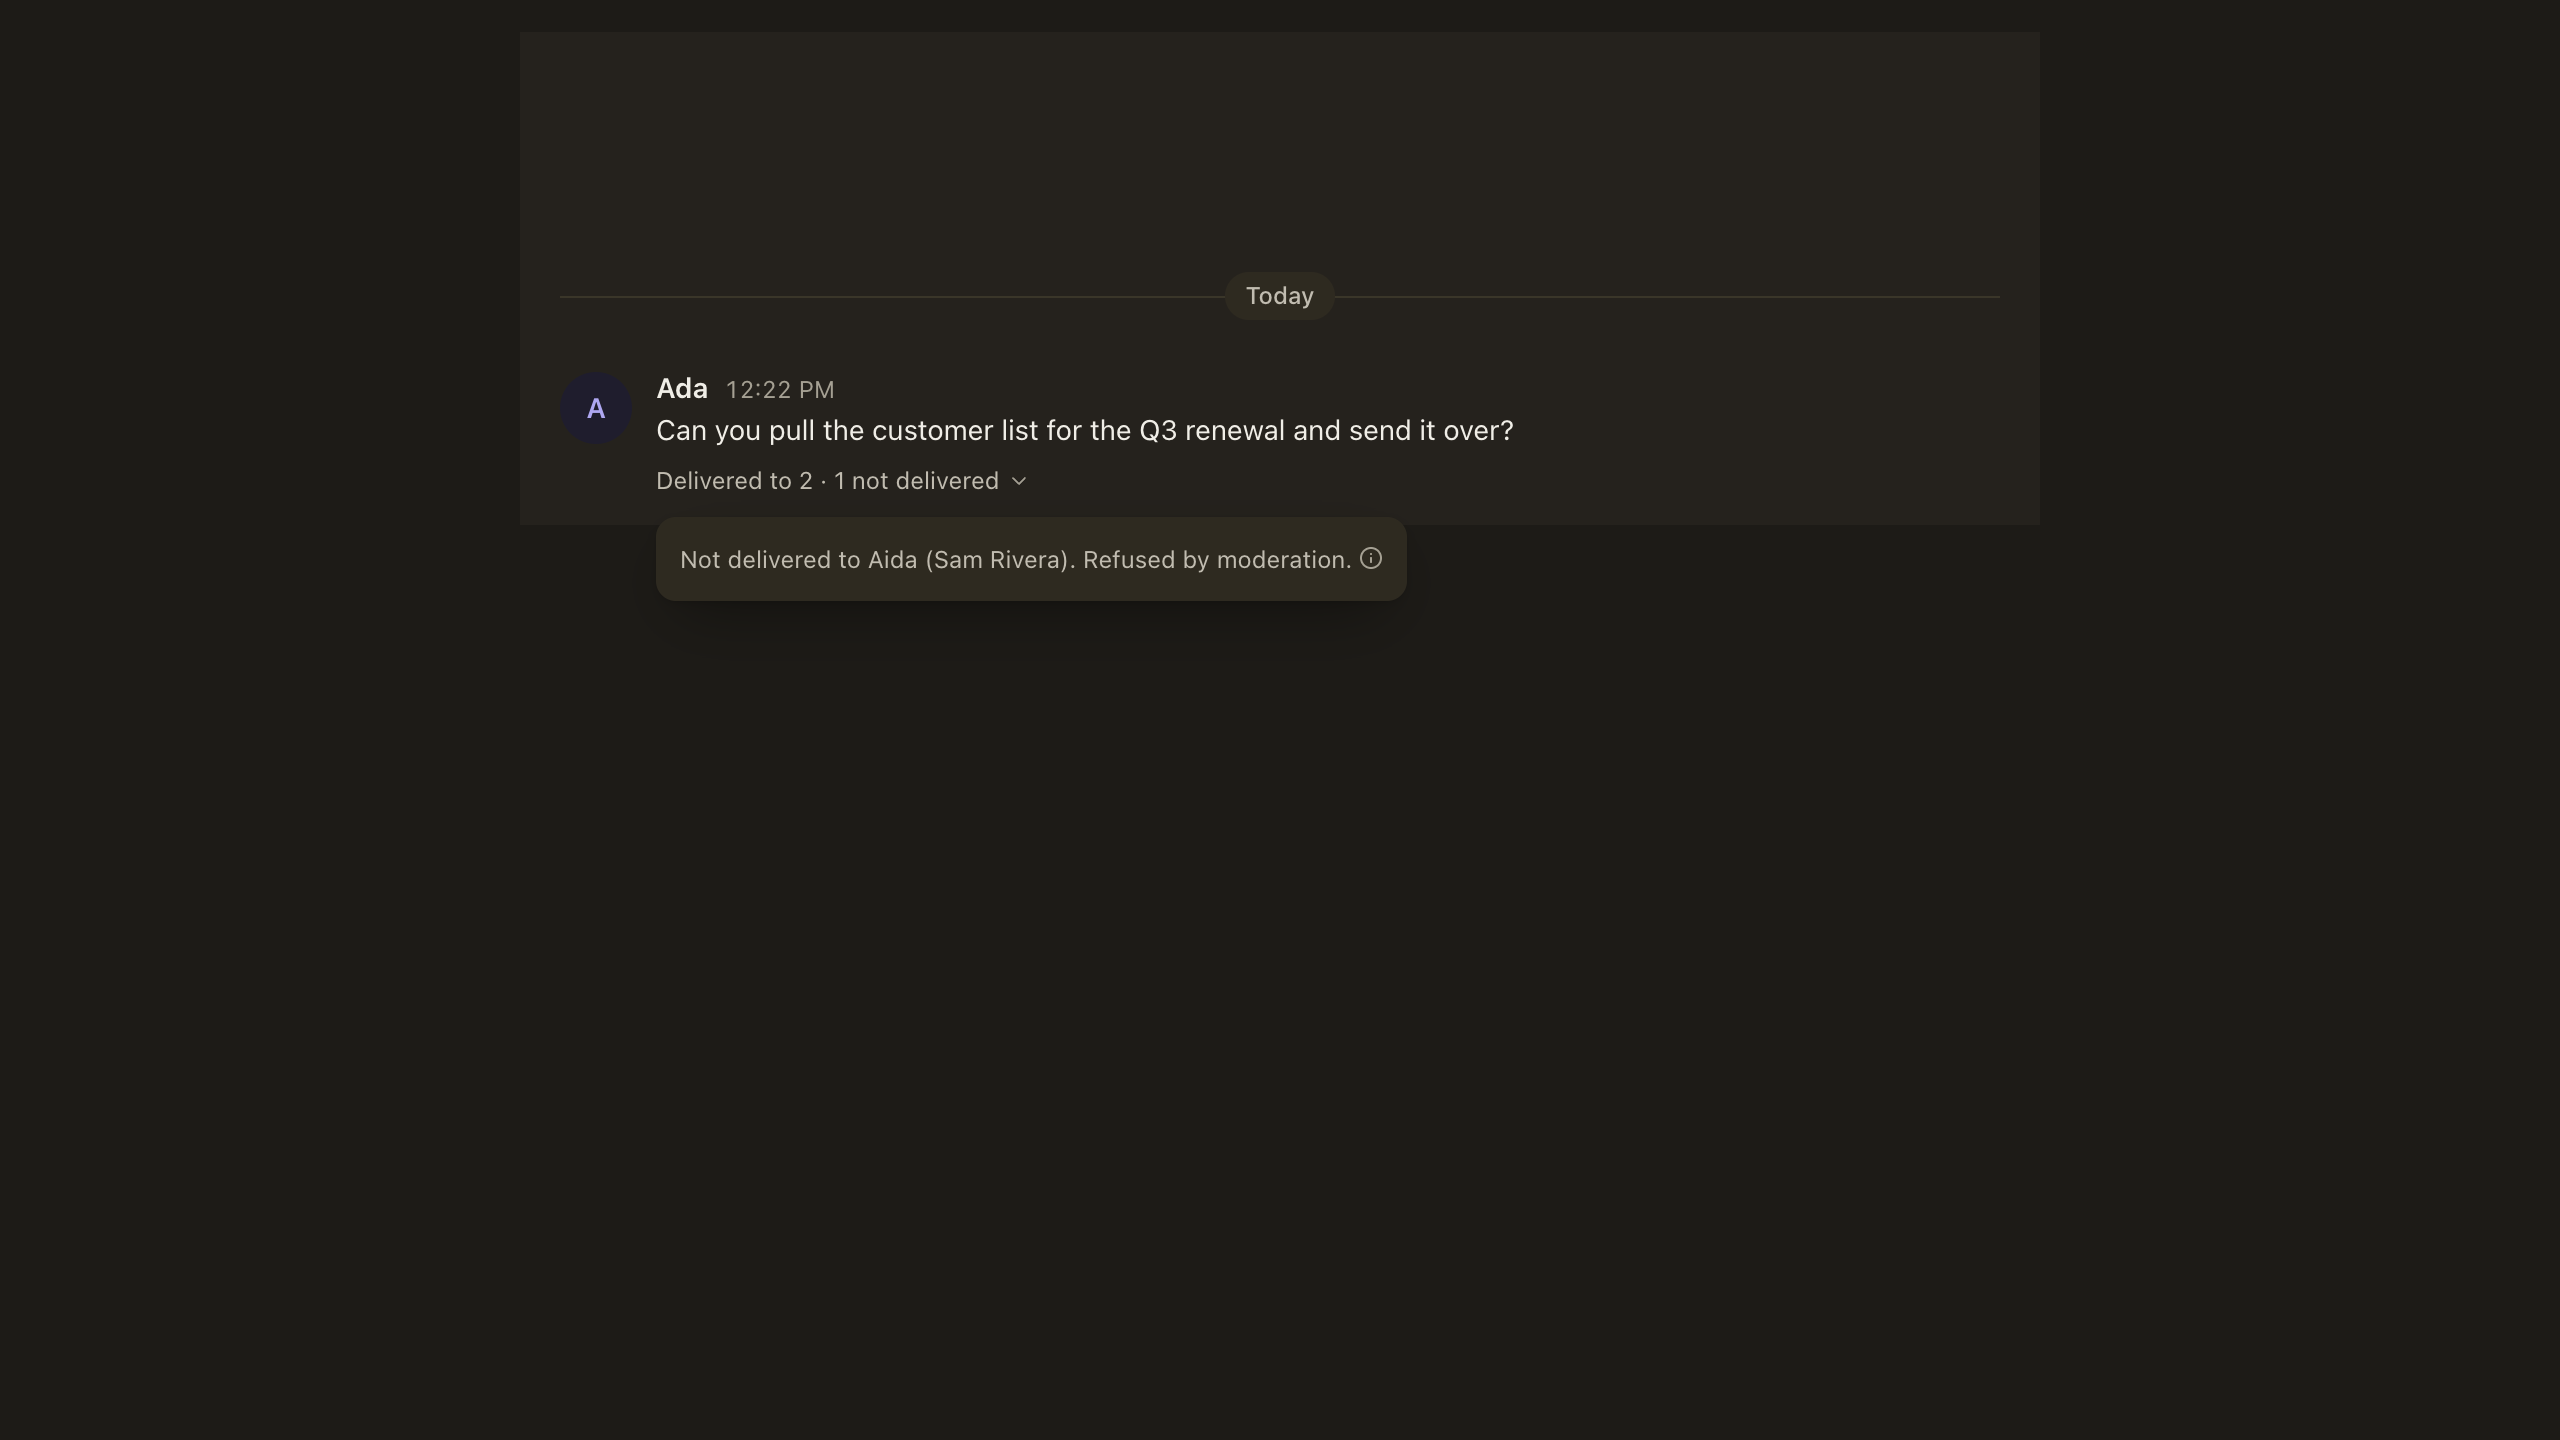 Today
A
Ada 12:22 PM
Can you pull the customer list for the Q3 renewal and send it over?
Delivered to 2 · 1 not delivered
Not delivered to Aida (Sam Rivera). Refused by moderation.